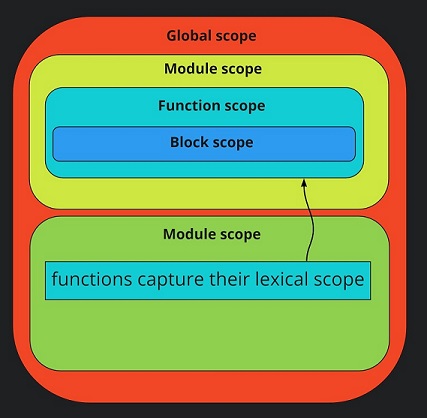 Global scope
Module scope
Function scope
Block scope
Module scope
functions capture their lexical scope